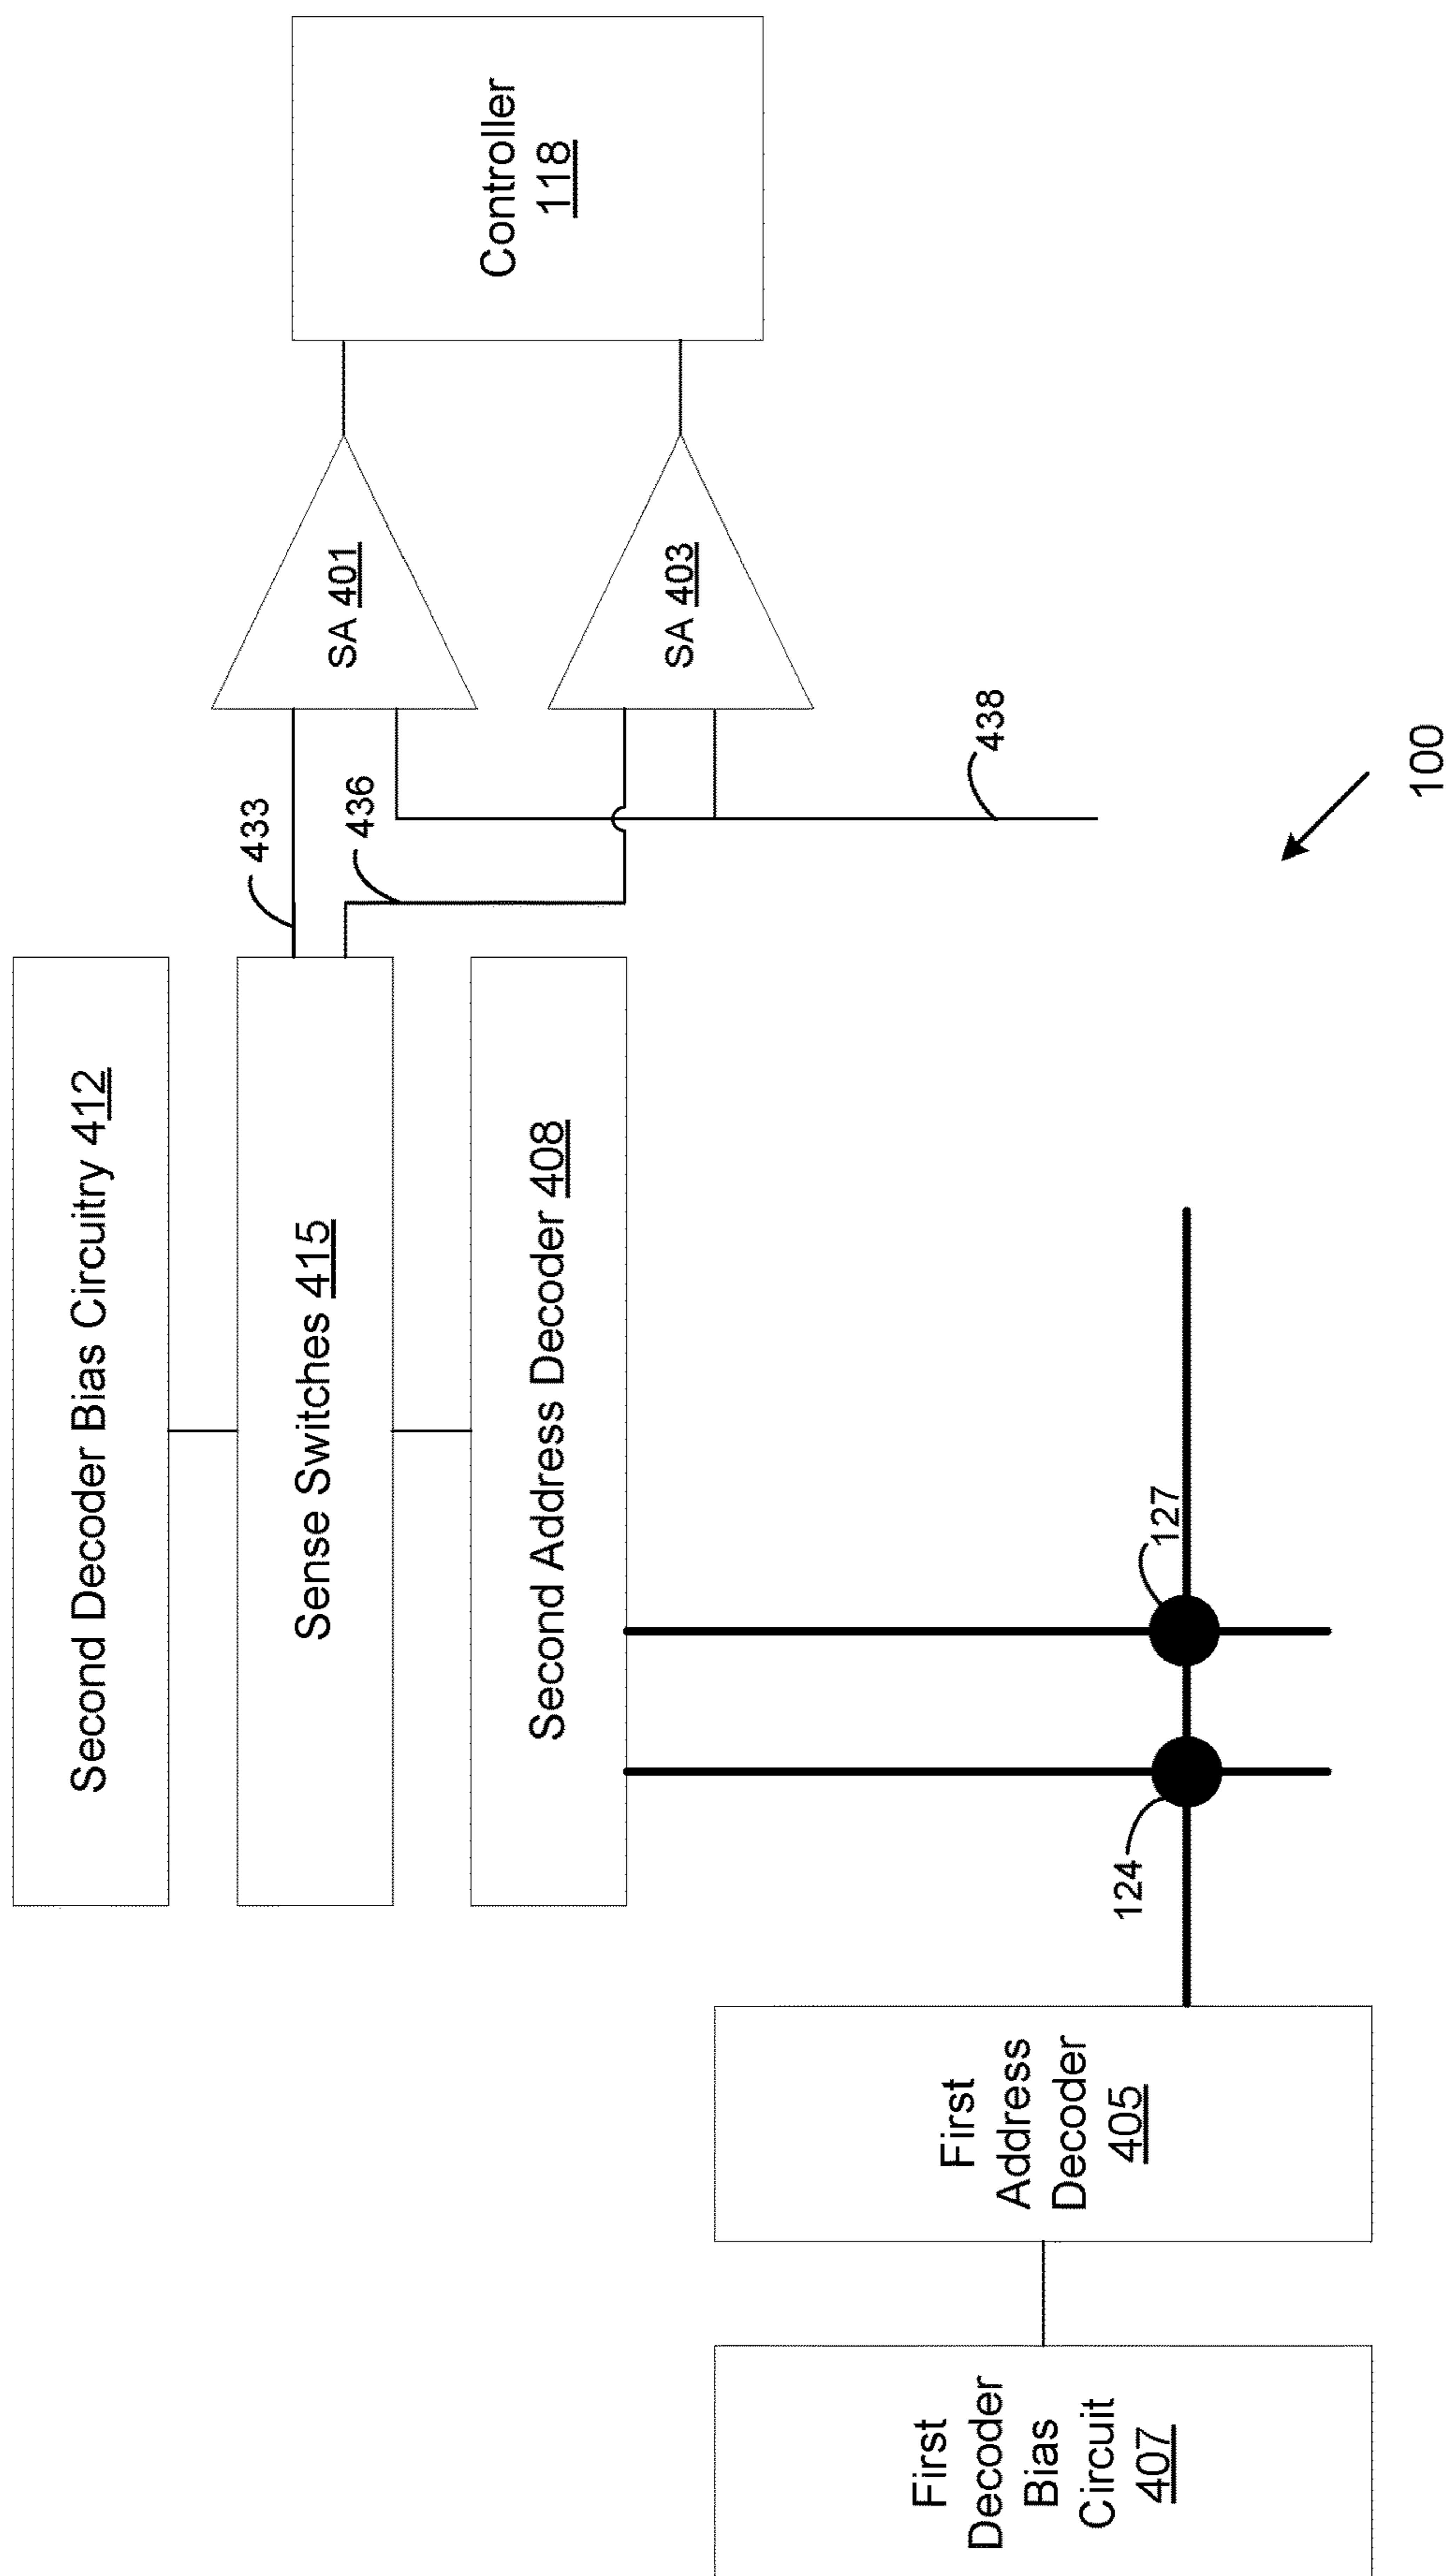 Second Decoder Bias Circuitry 412
Sense Switches 415
433
436
SA 401
Controller
118
Second Address Decoder 408
SA 403
438
First
Decoder
Bias
Circuit
407
First
Address
Decoder
405
124
127
100